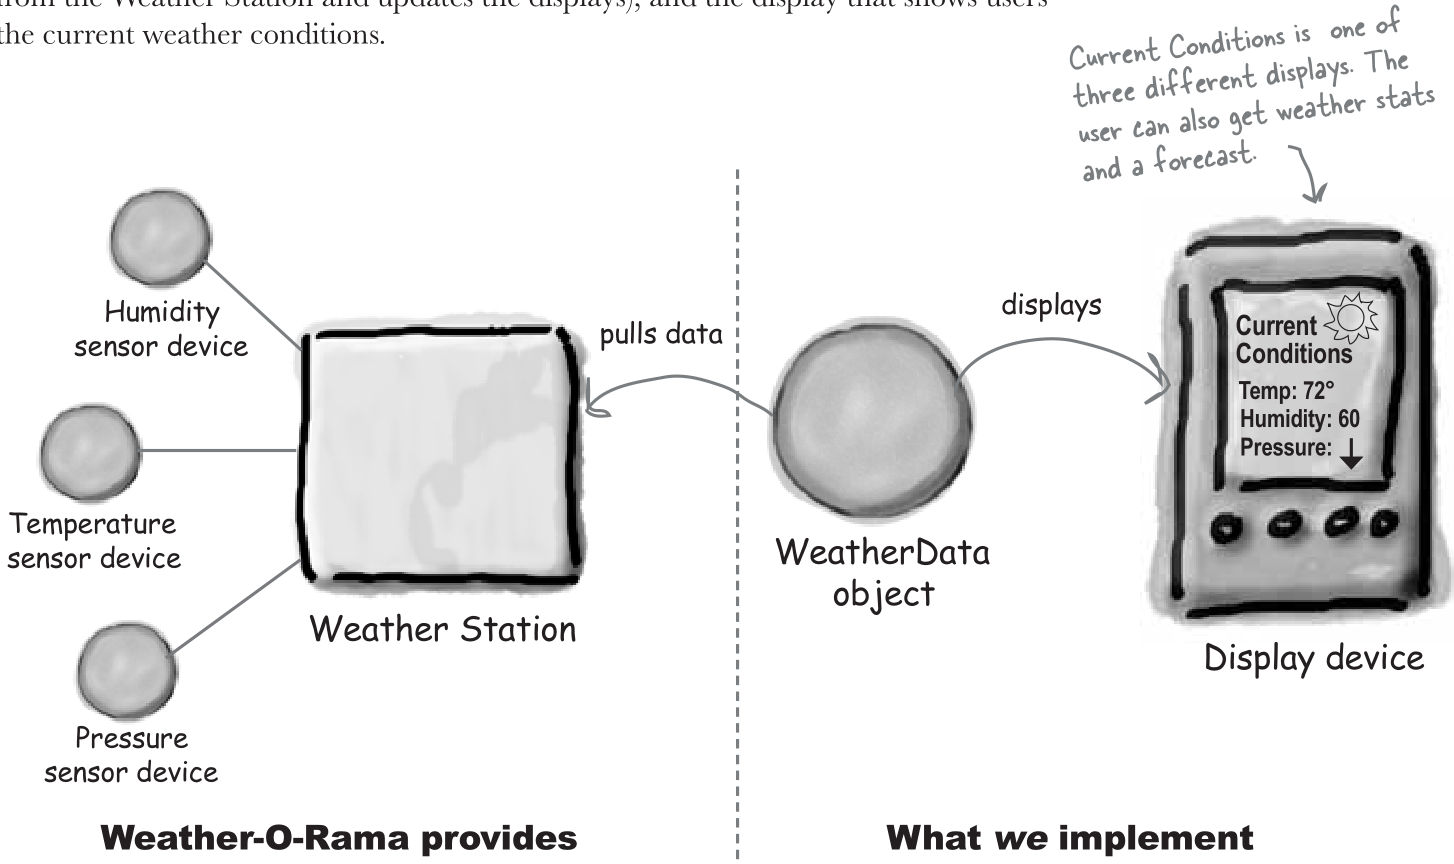 from the Weather Station and updates the displays), and the display that shows users
the current weather conditions.
Current Conditions is one of
three different displays. The
user can also get weather stats
and a forecast.
Humidity
sensor device
pulls data
displays
Current
Conditions
Temp: 72°
Humidity: 60
Pressure:
Temperature
sensor device
WeatherData
object
Weather Station
Display device
Pressure
sensor device
Weather-O-Rama provides
What we implement